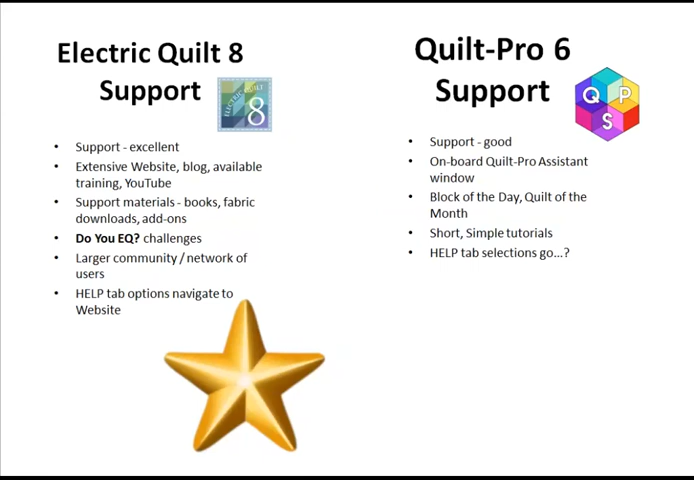 Electric Quilt 8
Support
ELECTRIC QUILT
8
• Support - excellent
• Extensive Website, blog, available
training, YouTube
• Support materials - books, fabric
downloads, add-ons
• Do You EQ? challenges
• Larger community / network of
users
• HELP tab options navigate to
Website
Quilt-Pro 6
Support
Q P
S
• Support - good
• On-board Quilt-Pro Assistant
window
• Block of the Day, Quilt of the
Month
• Short, Simple tutorials
• HELP tab selections go...?